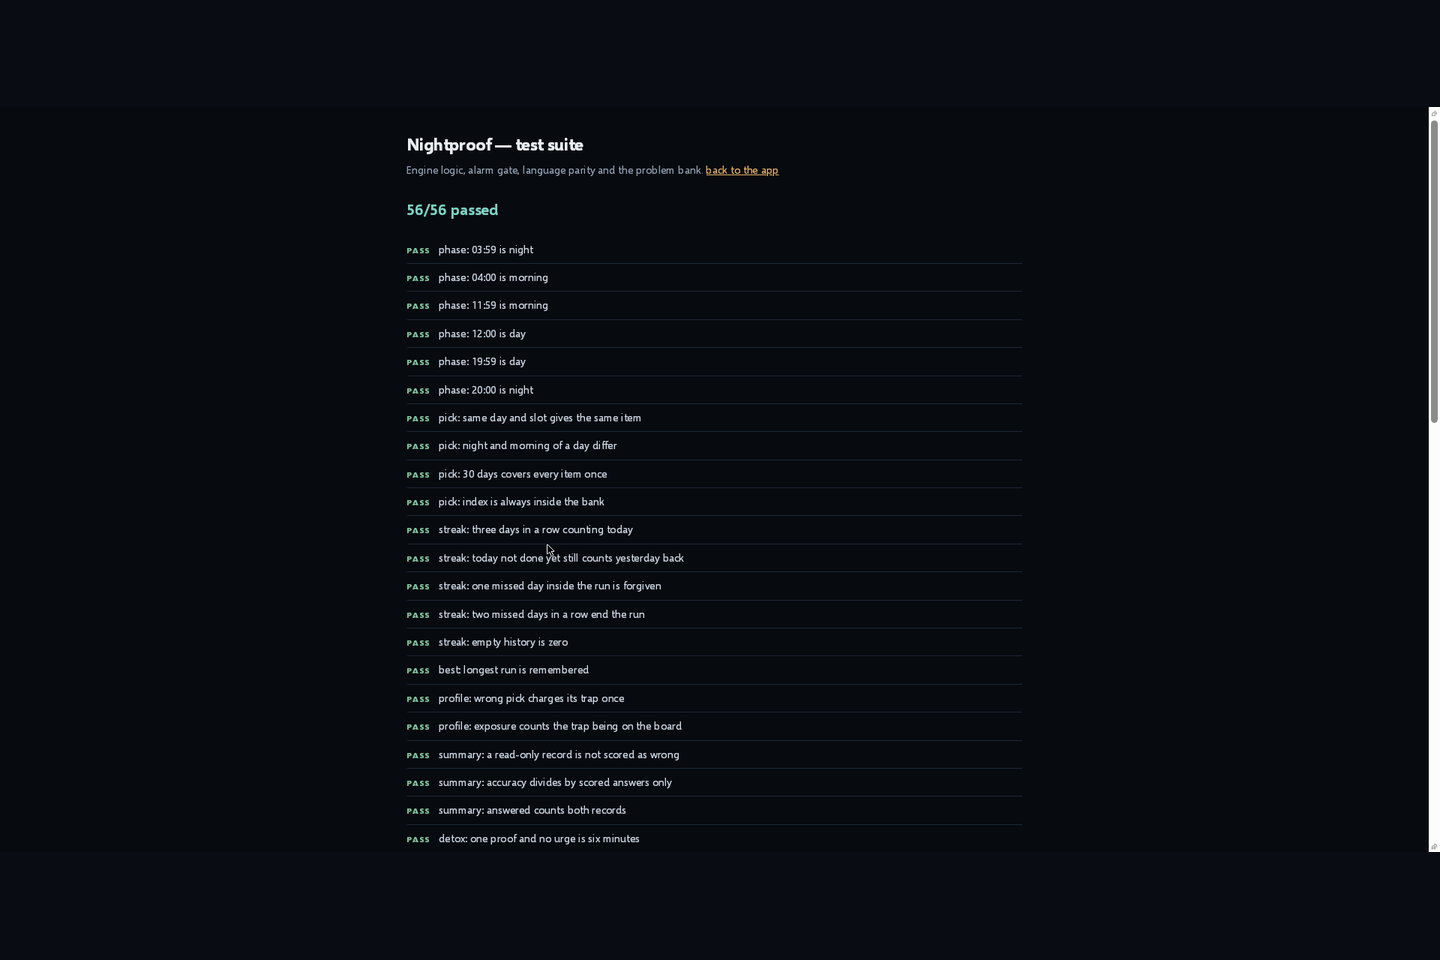 Nightproof — test suite
Engine logic, alarm gate, language parity and the problem bank. back to the app
56/56 passed
PASS phase: 03:59 is night
PASS phase: 04:00 is morning
PASS phase: 11:59 is morning
PASS phase: 12:00 is day
PASS phase: 19:59 is day
PASS phase: 20:00 is night
PASS pick: same day and slot gives the same item
PASS pick: night and morning of a day differ
PASS pick: 30 days covers every item once
PASS pick: index is always inside the bank
PASS streak: three days in a row counting today
PASS streak: today not done yet still counts yesterday back
PASS streak: one missed day inside the run is forgiven
PASS streak: two missed days in a row end the run
PASS streak: empty history is zero
PASS best: longest run is remembered
PASS profile: wrong pick charges its trap once
PASS profile: exposure counts the trap being on the board
PASS summary: a read-only record is not scored as wrong
PASS summary: accuracy divides by scored answers only
PASS summary: answered counts both records
PASS detox: one proof and no urge is six minutes